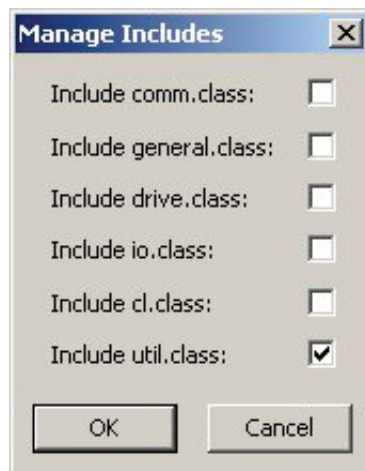 Manage Includes
Include comm.class:
Include general.class:
Include drive.class:
Include io.class:
Include cl.class:
Include util.class:
OK Cancel